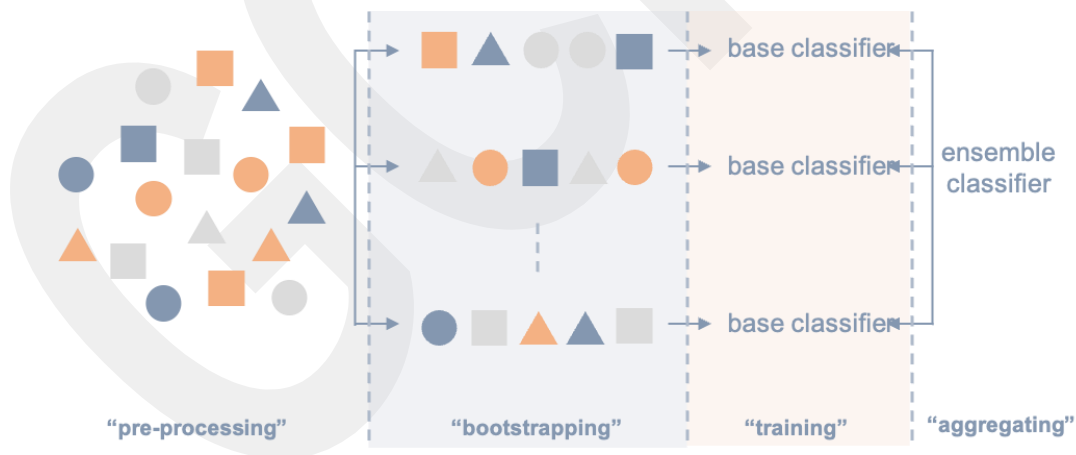 base classifier
base classifier
ensemble
classifier
base classifier
“pre-processing”
“bootstrapping”
“training”
“aggregating”